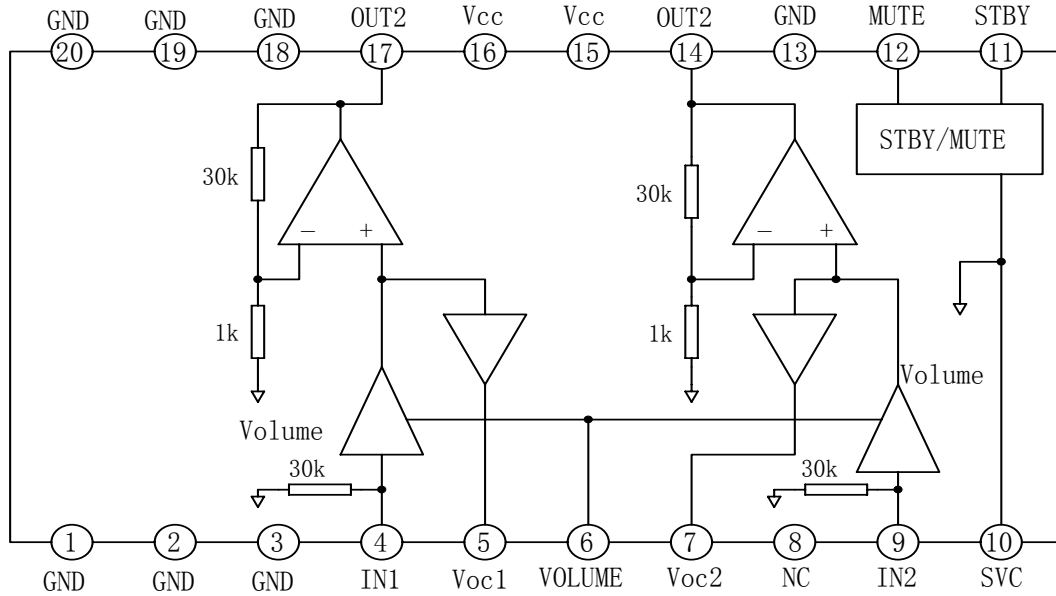 GND GND GND OUT2 Vcc Vcc OUT2 GND MUTE STBY
20 19 18 17 16 15 14 13 12 11
STBY/MUTE
30k 30k
− + − +
1k 1k
Volume
Volume
30k 30k
1 2 3 4 5 6 7 8 9 10
GND GND GND IN1 Voc1 VOLUME Voc2 NC IN2 SVC